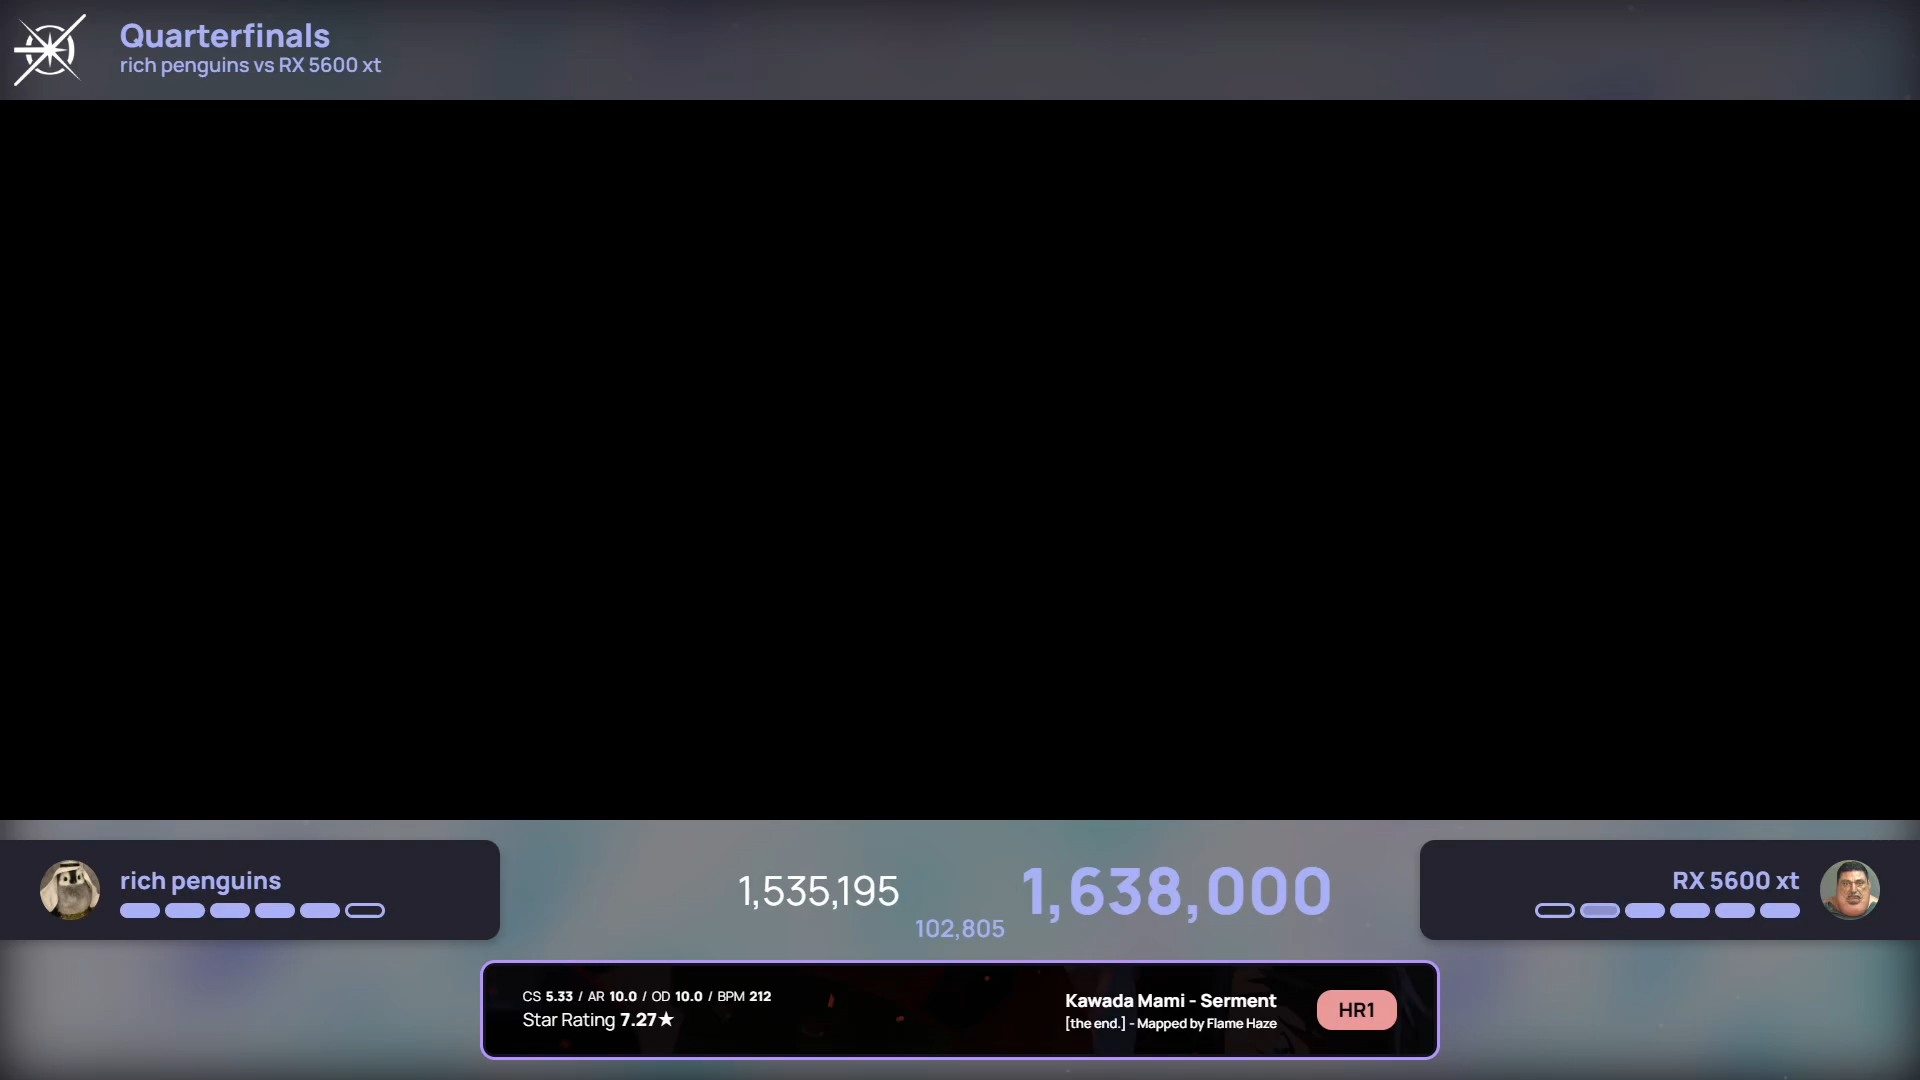 Quarterfinals
rich penguins vs RX 5600 xt
rich penguins
1,535,195
102,805
1,638,000
RX 5600 xt
CS 5.33 / AR 10.0 / OD 10.0 / BPM 212
Star Rating 7.27★
Kawada Mami - Serment
[the end.] - Mapped by Flame Haze
HR1